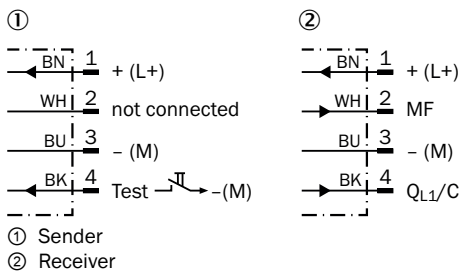 ① ②
BN 1 + (L+) BN 1 + (L+)
WH 2 not connected WH 2 MF
BU 3 – (M) BU 3 – (M)
BK 4 Test –(M) BK 4 QL1/C
① Sender
② Receiver